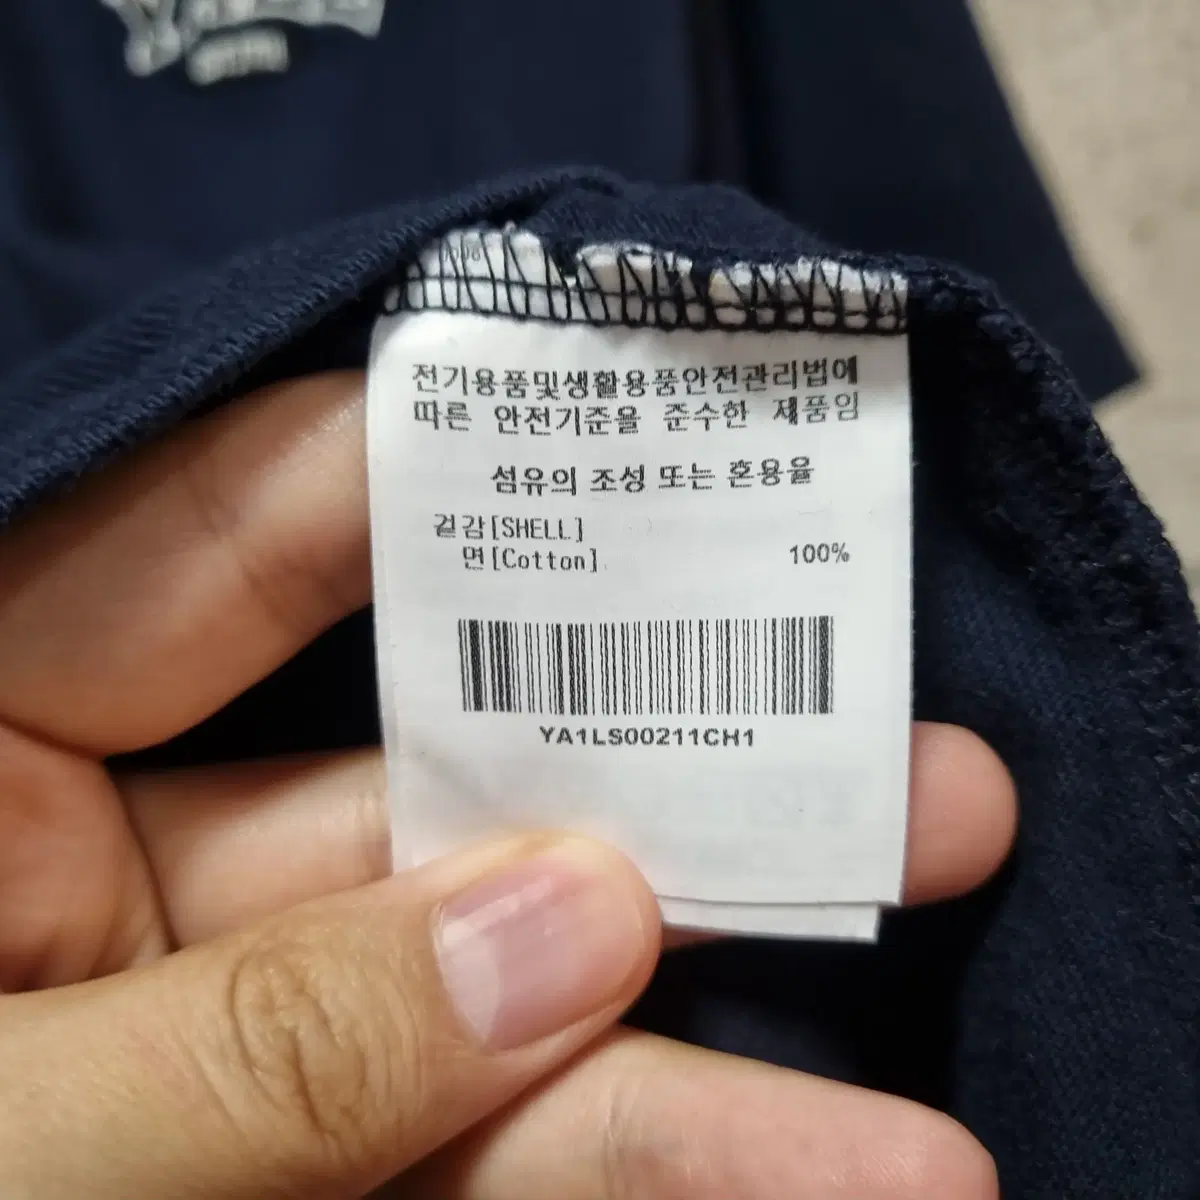 전기용품및생활용품안전관리법에
따른 안전기준을 준수한 제품임
섬유의 조성 또는 혼용율
겉감[SHELL]
면[Cotton] 100%
YA1LS00211CH1